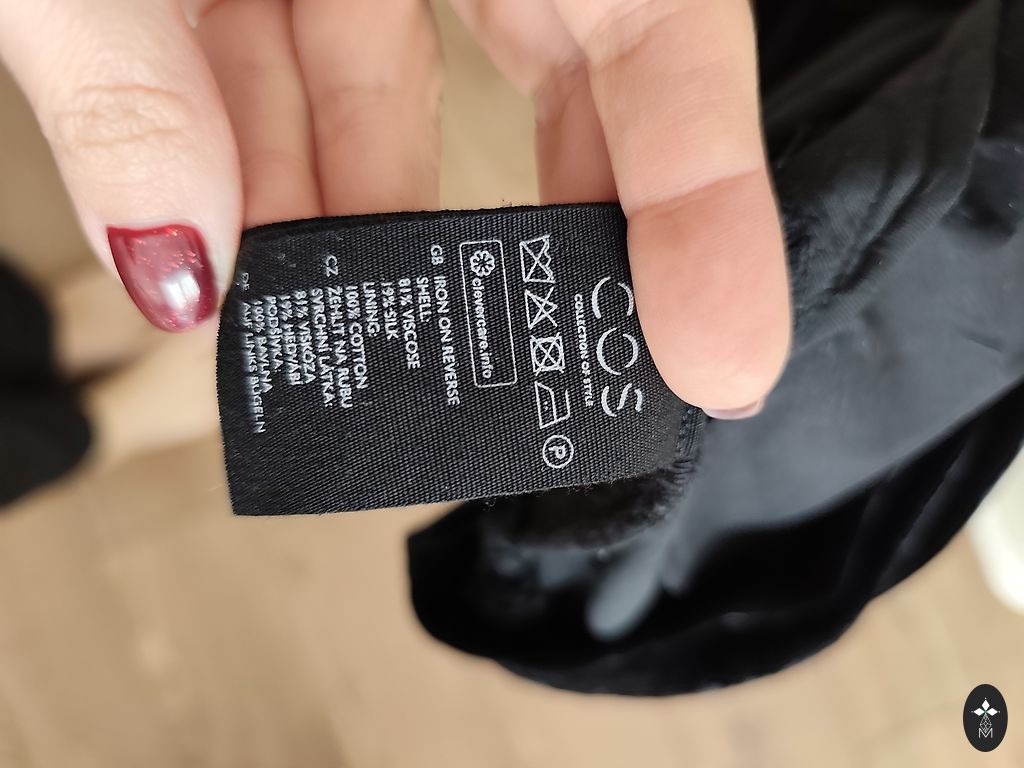 COS
COLLECTION OF STYLE
P
clevercare.info
GB IRON ON REVERSE
SHELL
81% VISCOSE
19% SILK
LINING
100% COTTON
CZ ŽEHLIT NA RUBU
SVRCHNÍ LÁTKA:
81% VISKÓZA
19% HEDVÁBÍ
PODŠÍVKA
100% BAVLNA
AUF LINKS BÜGELN
M